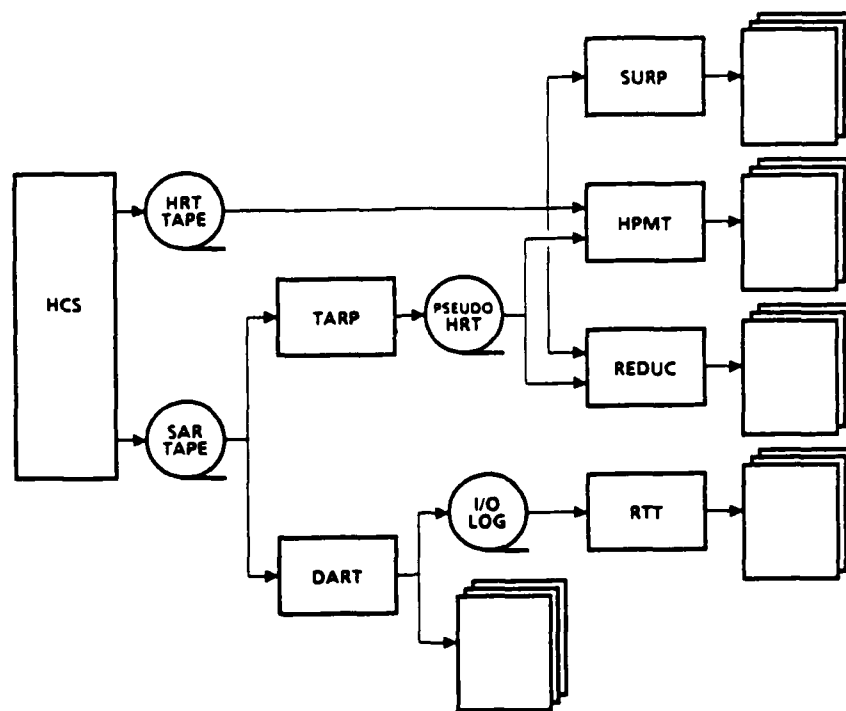 SURP
HRT
TAPE
HPMT
HCS
TARP
PSEUDO
HRT
REDUC
SAR
TAPE
I/O
LOG
RTT
DART